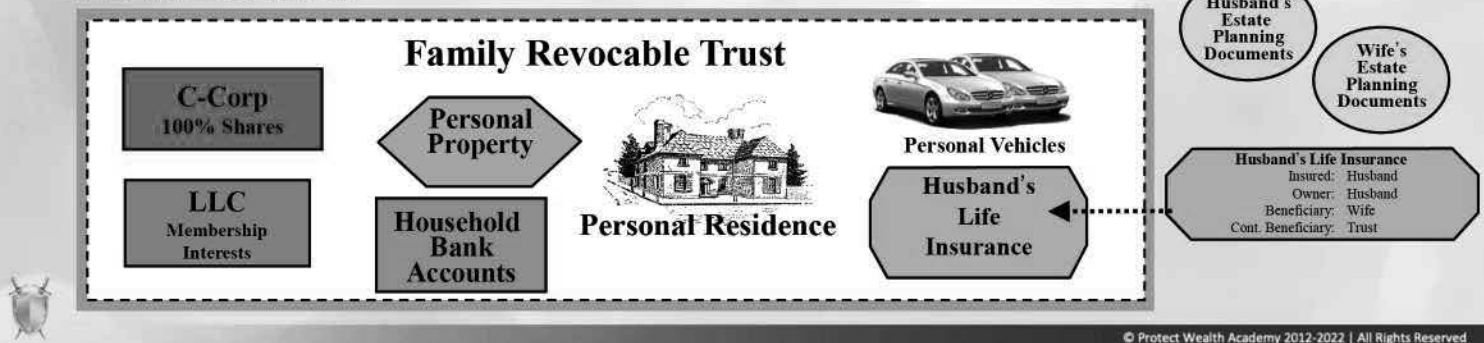 Family Revocable Trust
C-Corp
100% Shares
LLC
Membership
Interests
Personal
Property
Household
Bank
Accounts
Personal Residence
Personal Vehicles
Husband's
Life
Insurance
Husband's
Estate
Planning
Documents
Wife's
Estate
Planning
Documents
Husband's Life Insurance
Insured: Husband
Owner: Husband
Beneficiary: Wife
Cont. Beneficiary: Trust
© Protect Wealth Academy 2012-2022 | All Rights Reserved